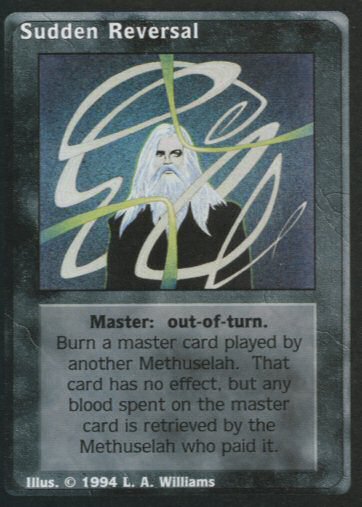 Sudden Reversal
Master: out-of-turn.
Burn a master card played by
another Methuselah. That
card has no effect, but any
blood spent on the master
card is retrieved by the
Methuselah who paid it.
Illus. © 1994 L. A. Williams